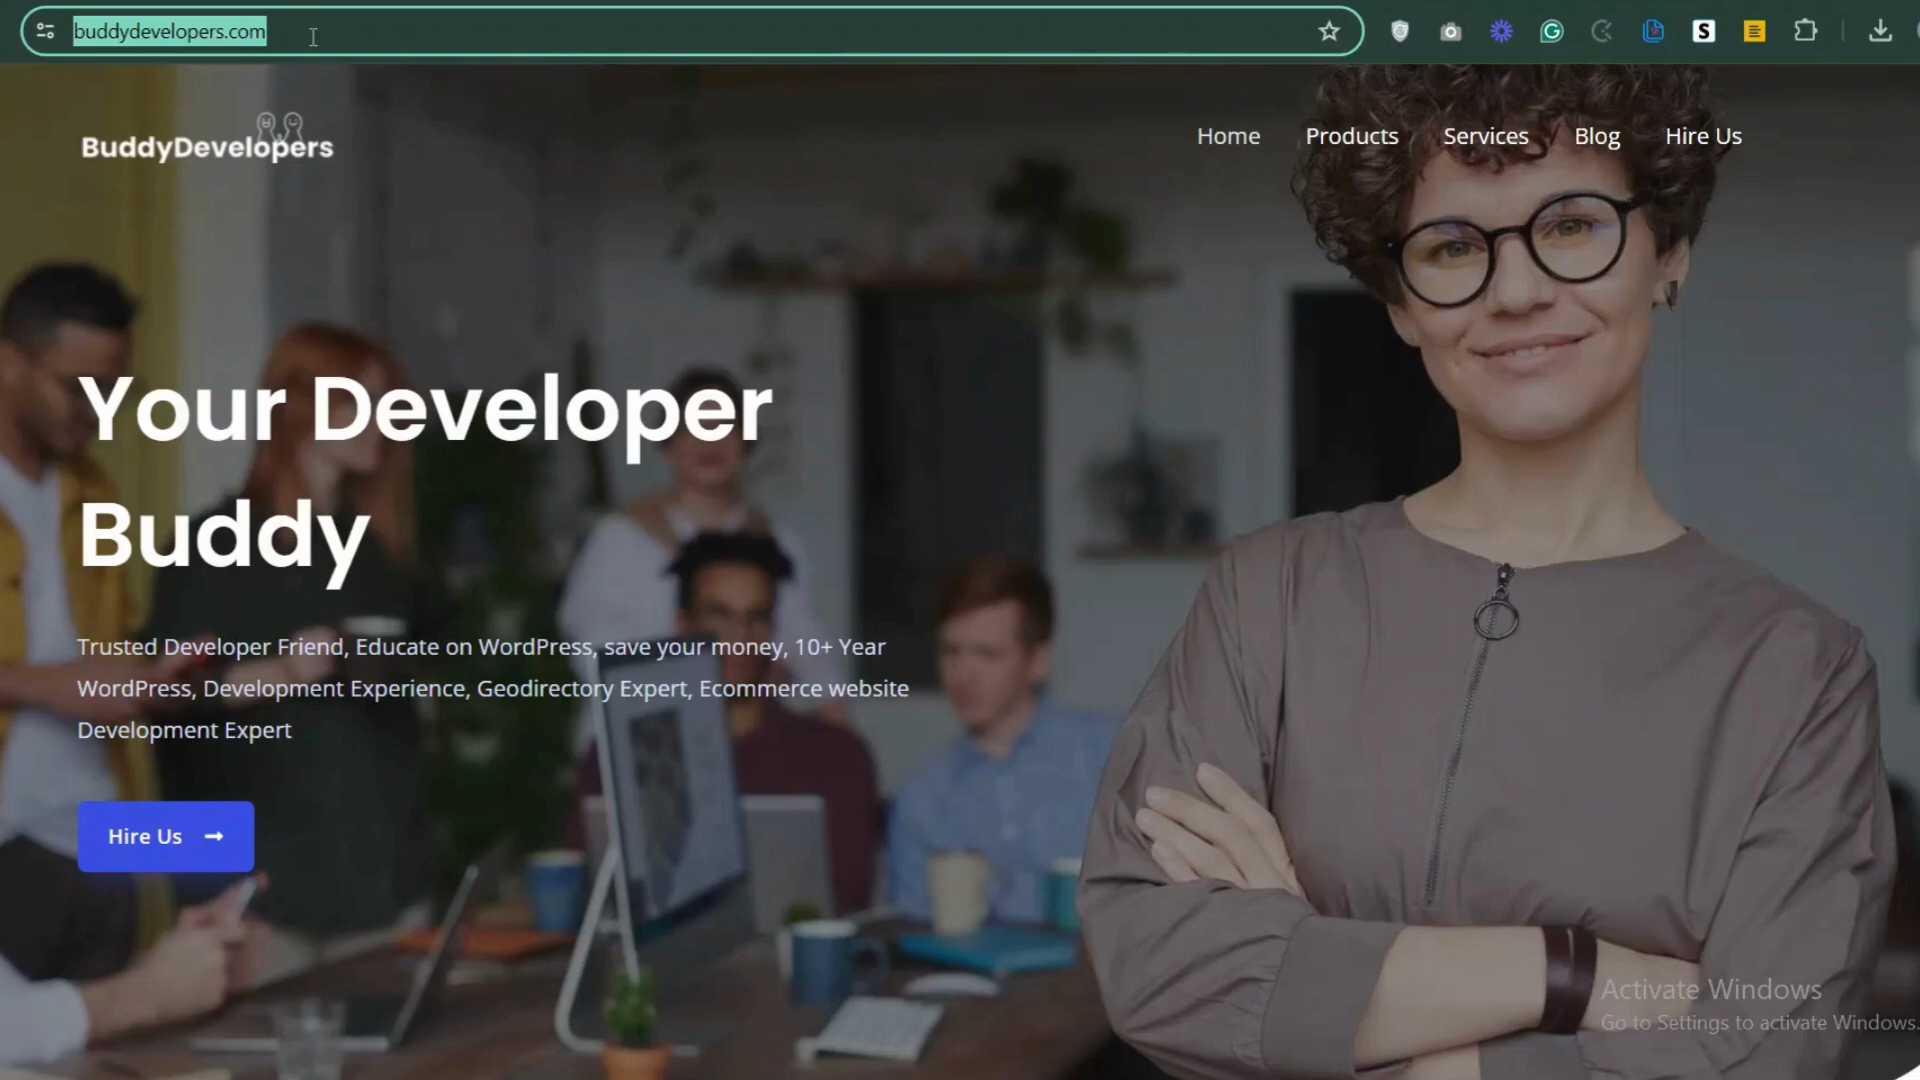 buddydevelopers.com
BuddyDevelopers
Home
Products
Services
Blog
Hire Us
Your Developer
Buddy
Trusted Developer Friend, Educate on WordPress, save your money, 10+ Year
WordPress, Development Experience, Geodirectory Expert, Ecommerce website
Development Expert
Hire Us
Activate Windows
Go to Settings to activate Windows.